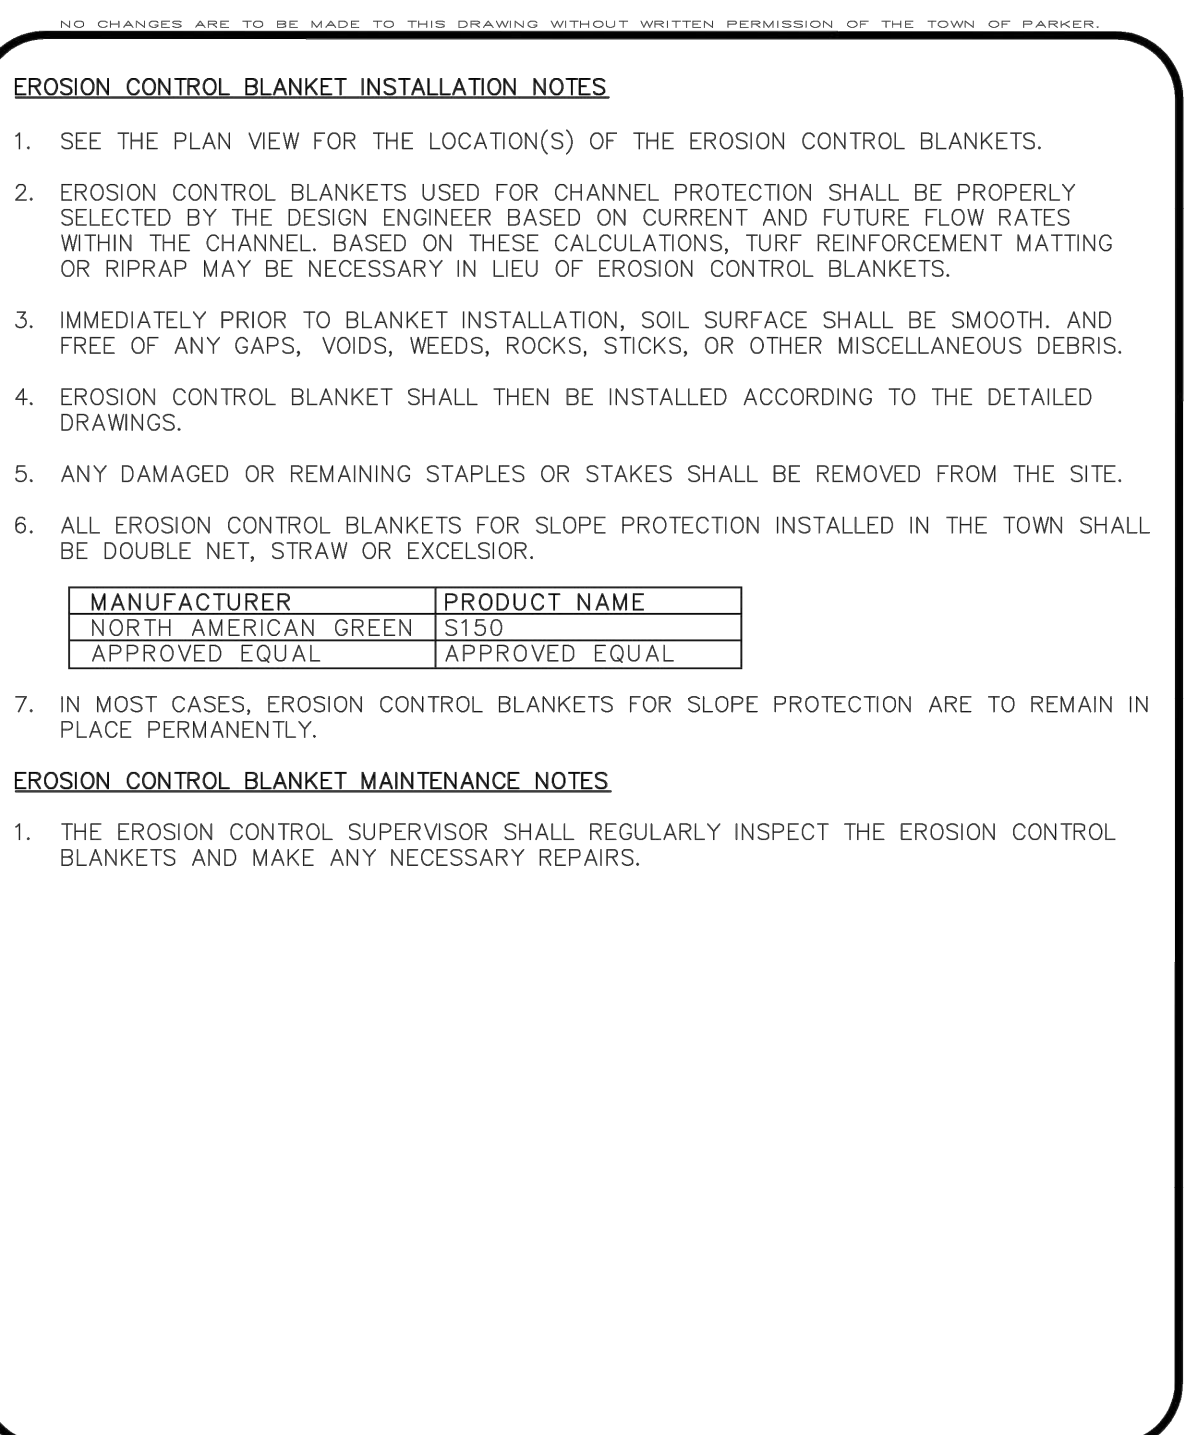 NO CHANGES ARE TO BE MADE TO THIS DRAWING WITHOUT WRITTEN PERMISSION OF THE TOWN OF PARKER.
EROSION CONTROL BLANKET INSTALLATION NOTES
1. SEE THE PLAN VIEW FOR THE LOCATION(S) OF THE EROSION CONTROL BLANKETS.
2. EROSION CONTROL BLANKETS USED FOR CHANNEL PROTECTION SHALL BE PROPERLY
SELECTED BY THE DESIGN ENGINEER BASED ON CURRENT AND FUTURE FLOW RATES
WITHIN THE CHANNEL. BASED ON THESE CALCULATIONS, TURF REINFORCEMENT MATTING
OR RIPRAP MAY BE NECESSARY IN LIEU OF EROSION CONTROL BLANKETS.
3. IMMEDIATELY PRIOR TO BLANKET INSTALLATION, SOIL SURFACE SHALL BE SMOOTH. AND
FREE OF ANY GAPS, VOIDS, WEEDS, ROCKS, STICKS, OR OTHER MISCELLANEOUS DEBRIS.
4. EROSION CONTROL BLANKET SHALL THEN BE INSTALLED ACCORDING TO THE DETAILED
DRAWINGS.
5. ANY DAMAGED OR REMAINING STAPLES OR STAKES SHALL BE REMOVED FROM THE SITE.
6. ALL EROSION CONTROL BLANKETS FOR SLOPE PROTECTION INSTALLED IN THE TOWN SHALL
BE DOUBLE NET, STRAW OR EXCELSIOR.
MANUFACTURER PRODUCT NAME
NORTH AMERICAN GREEN S150
APPROVED EQUAL APPROVED EQUAL
7. IN MOST CASES, EROSION CONTROL BLANKETS FOR SLOPE PROTECTION ARE TO REMAIN IN
PLACE PERMANENTLY.
EROSION CONTROL BLANKET MAINTENANCE NOTES
1. THE EROSION CONTROL SUPERVISOR SHALL REGULARLY INSPECT THE EROSION CONTROL
BLANKETS AND MAKE ANY NECESSARY REPAIRS.